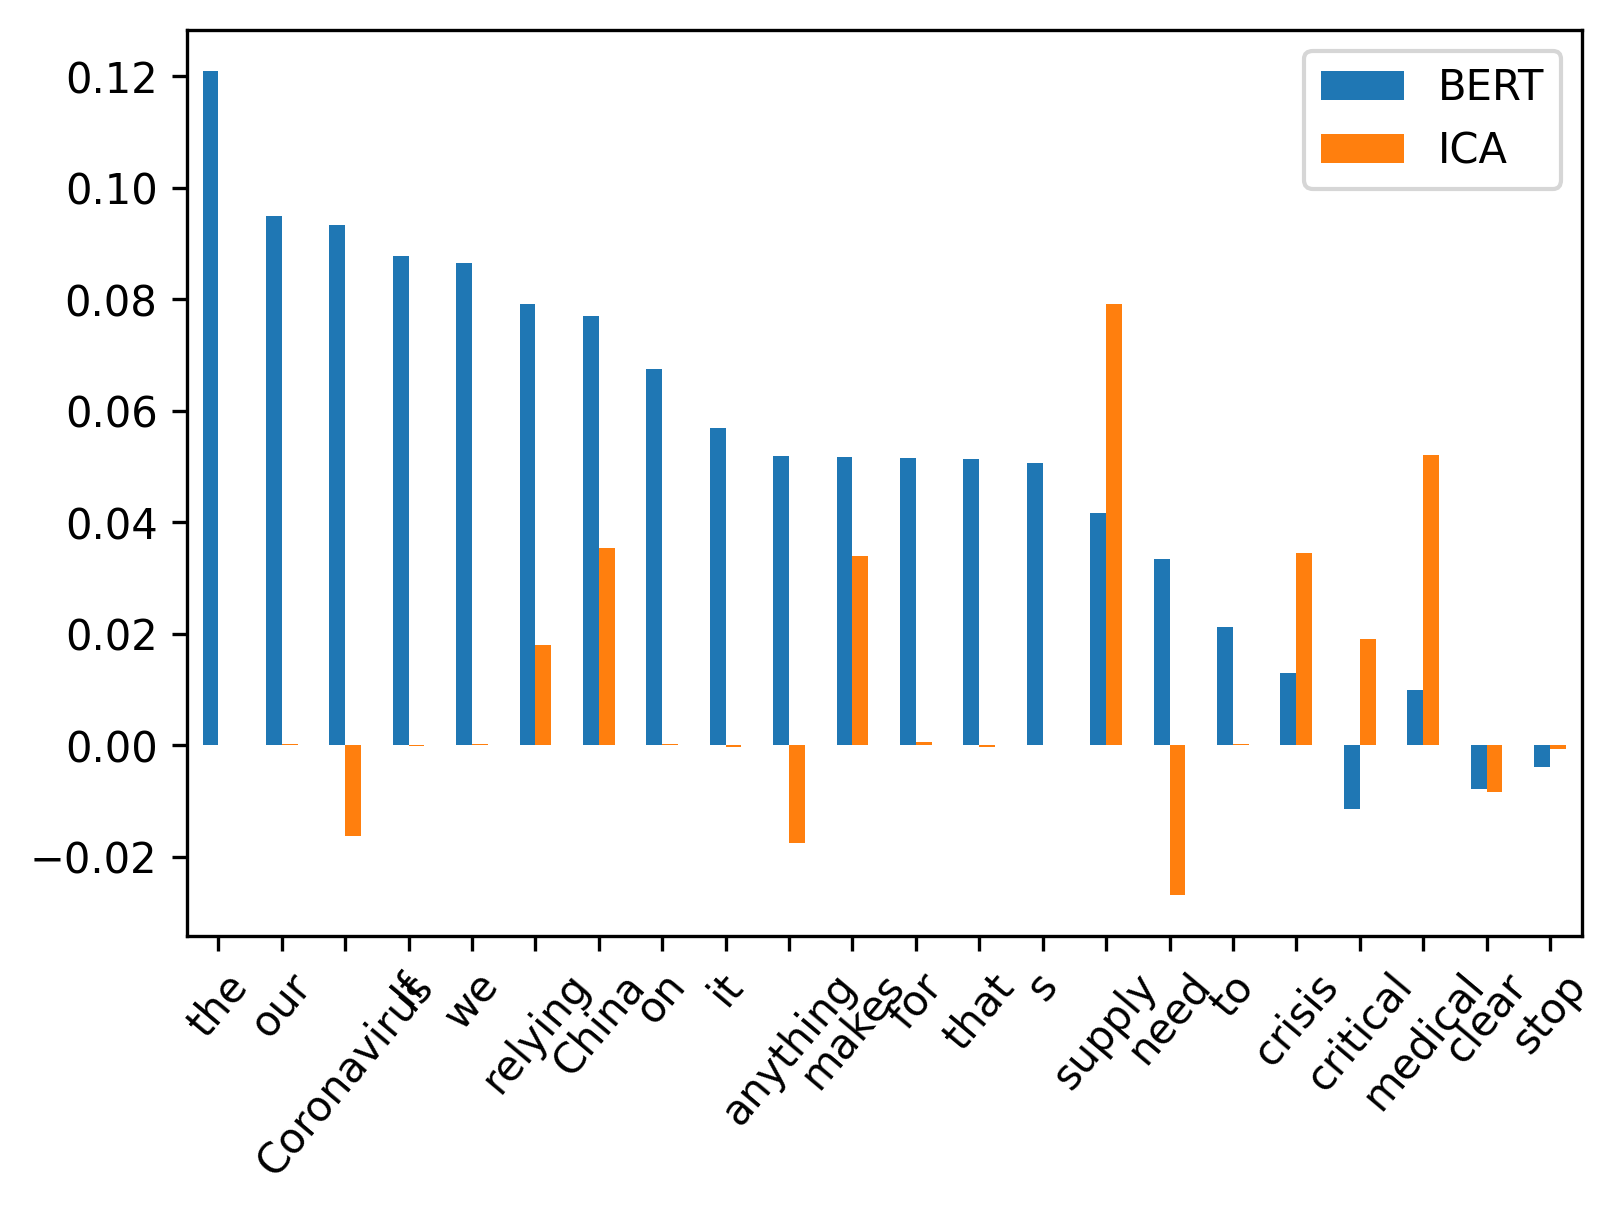 0.12
0.10
0.08
0.06
0.04
0.02
0.00
−0.02
BERT
ICA
the
our
Coronavirus
If
we
relying
China
on
it
anything
makes
for
that
s
supply
need
to
crisis
critical
medical
clear
stop